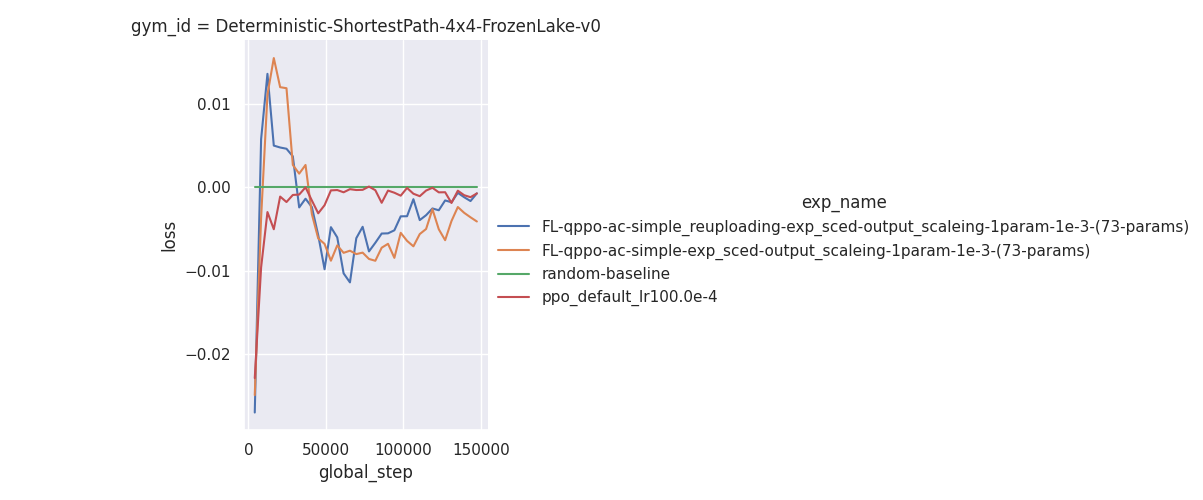 gym_id = Deterministic-ShortestPath-4x4-FrozenLake-v0
0.01
0.00
−0.01
−0.02
loss
0
50000
100000
150000
global_step
exp_name
FL-qppo-ac-simple_reuploading-exp_sced-output_scaleing-1param-1e-3-(73-params)
FL-qppo-ac-simple-exp_sced-output_scaleing-1param-1e-3-(73-params)
random-baseline
ppo_default_lr100.0e-4